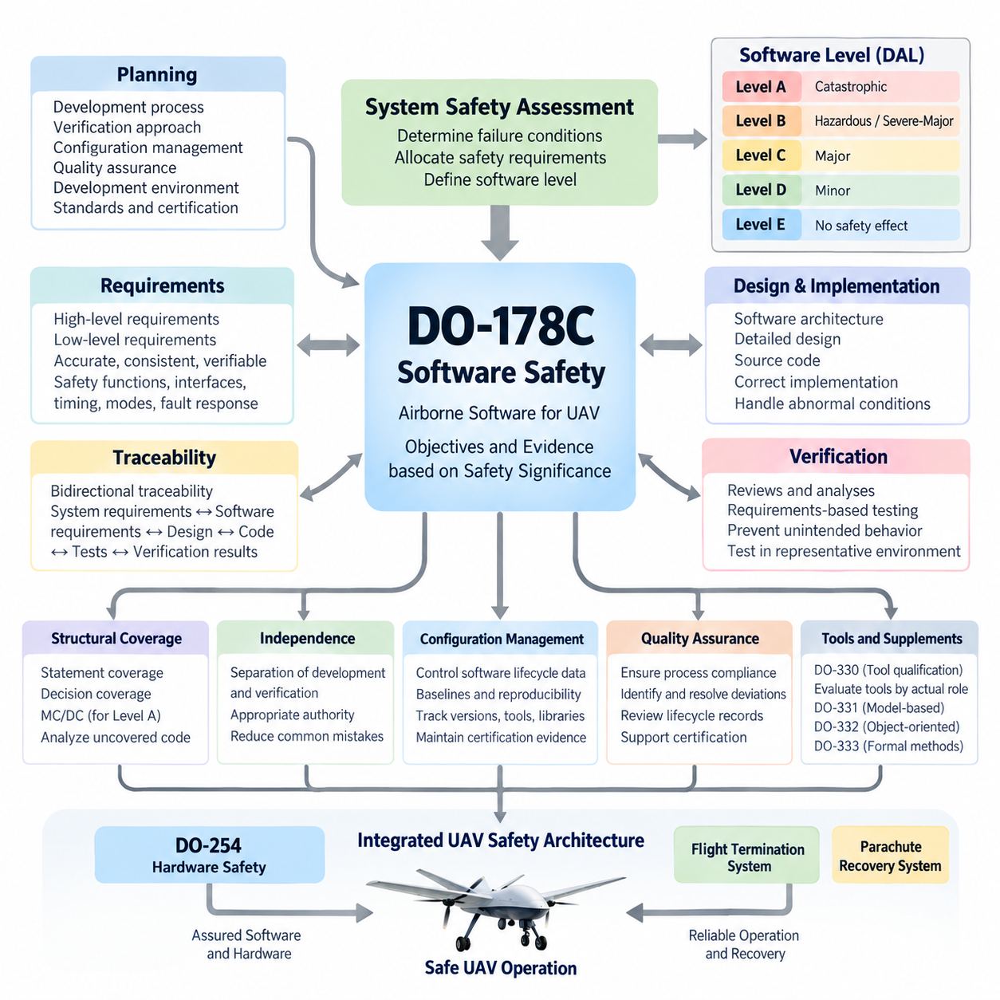 Planning
Development process
Verification approach
Configuration management
Quality assurance
Development environment
Standards and certification
System Safety Assessment
Determine failure conditions
Allocate safety requirements
Define software level
Software Level (DAL)
Level A Catastrophic
Level B Hazardous / Severe-Major
Level C Major
Level D Minor
Level E No safety effect
Requirements
High-level requirements
Low-level requirements
Accurate, consistent, verifiable
Safety functions, interfaces,
timing, modes, fault response
DO-178C
Software Safety
Airborne Software for UAV
Objectives and Evidence
based on Safety Significance
Design & Implementation
Software architecture
Detailed design
Source code
Correct implementation
Handle abnormal conditions
Traceability
Bidirectional traceability
System requirements ↔ Software
requirements ↔ Design ↔ Code
↔ Tests ↔ Verification results
Verification
Reviews and analyses
Requirements-based testing
Prevent unintended behavior
Test in representative environment
Structural Coverage
Statement coverage
Decision coverage
MC/DC (for Level A)
Analyze uncovered code
Independence
Separation of development
and verification
Appropriate authority
Reduce common mistakes
Configuration Management
Control software lifecycle data
Baselines and reproducibility
Track versions, tools, libraries
Maintain certification evidence
Quality Assurance
Ensure process compliance
Identify and resolve deviations
Review lifecycle records
Support certification
Tools and Supplements
DO-330 (Tool qualification)
Evaluate tools by actual role
DO-331 (Model-based)
DO-332 (Object-oriented)
DO-333 (Formal methods)
DO-254
Hardware Safety
Assured Software
and Hardware
Integrated UAV Safety Architecture
Safe UAV Operation
Flight Termination
System
Parachute
Recovery System
Reliable Operation
and Recovery